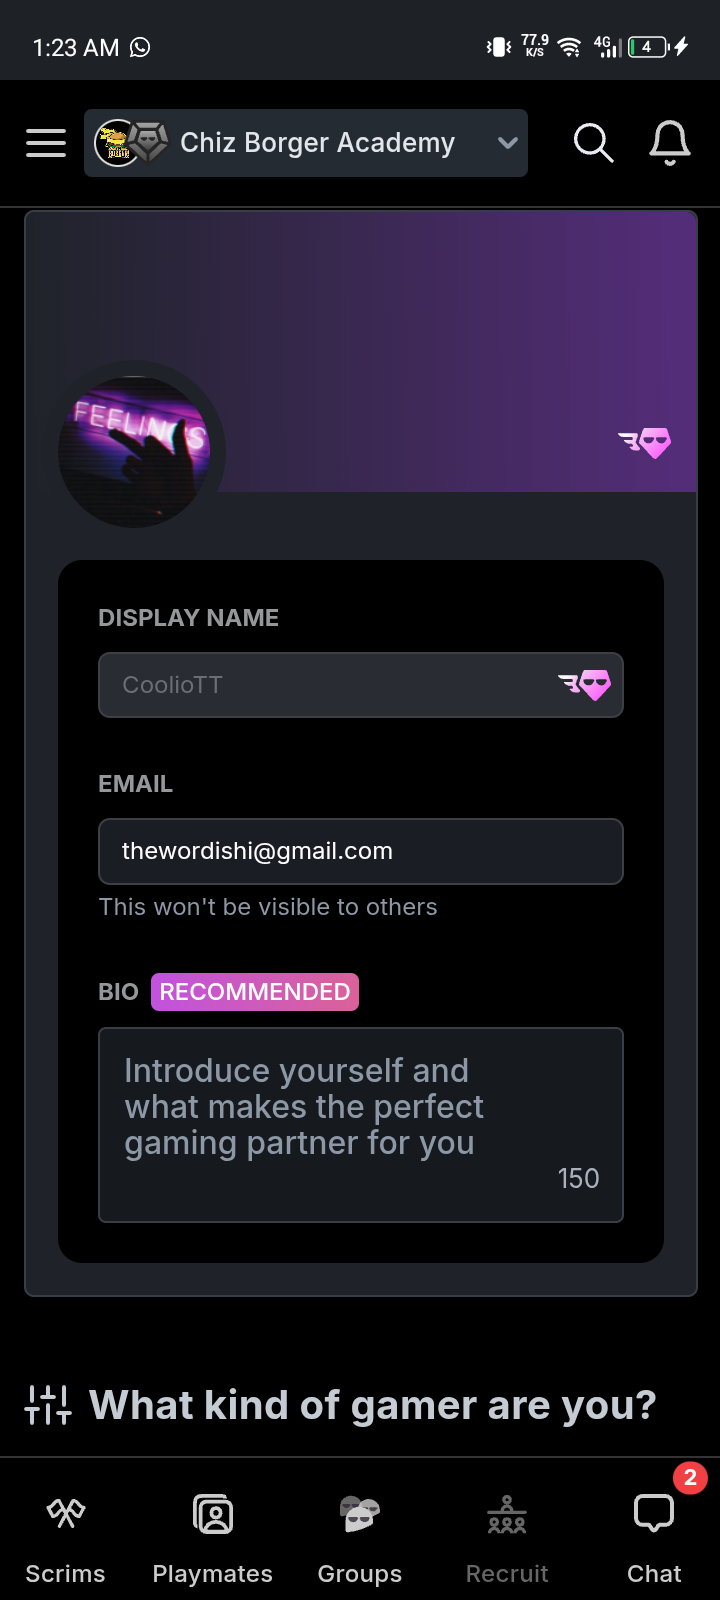 1:23 AM
77.9
K/S
4G
4
Chiz Borger Academy
FEELINGS
DISPLAY NAME
CoolioTT
EMAIL
thewordishi@gmail.com
This won't be visible to others
BIO RECOMMENDED
Introduce yourself and
what makes the perfect
gaming partner for you
150
What kind of gamer are you?
2
Scrims Playmates Groups Recruit Chat